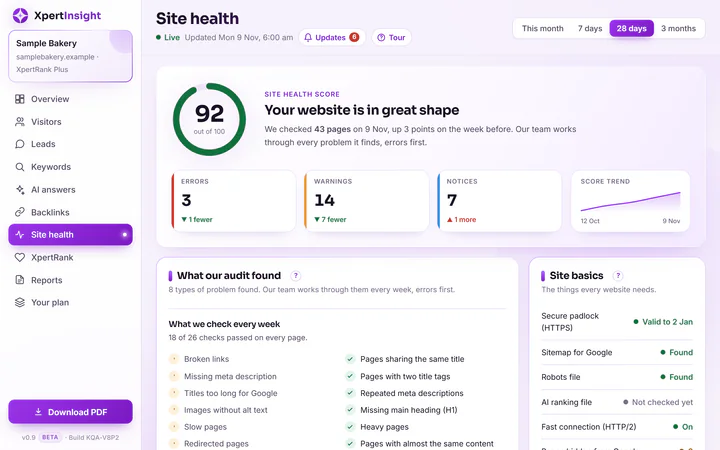 XpertInsight
Sample Bakery
samplebakery.example ·
XpertRank Plus
Overview
Visitors
Leads
Keywords
AI answers
Backlinks
Site health
XpertRank
Reports
Your plan
Download PDF
v0.9 BETA · Build KQA-V8P2
Site health
Live Updated Mon 9 Nov, 6:00 am
Updates 6
Tour
This month 7 days 28 days 3 months
92
out of 100
SITE HEALTH SCORE
Your website is in great shape
We checked 43 pages on 9 Nov, up 3 points on the week before. Our team works
through every problem it finds, errors first.
ERRORS
3
▼ 1 fewer
WARNINGS
14
▼ 7 fewer
NOTICES
7
▲ 1 more
SCORE TREND
12 Oct 9 Nov
What our audit found ?
8 types of problem found. Our team works through them every week, errors first.
What we check every week
18 of 26 checks passed on every page.
Broken links
Missing meta description
Titles too long for Google
Images without alt text
Slow pages
Redirected pages
Pages sharing the same title
Pages with two title tags
Repeated meta descriptions
Missing main heading (H1)
Heavy pages
Pages with almost the same content
Site basics ?
The things every website needs.
Secure padlock
(HTTPS)
Valid to 2 Jan
Sitemap for Google Found
Robots file Found
AI ranking file Not checked yet
Fast connection (HTTP/2) On